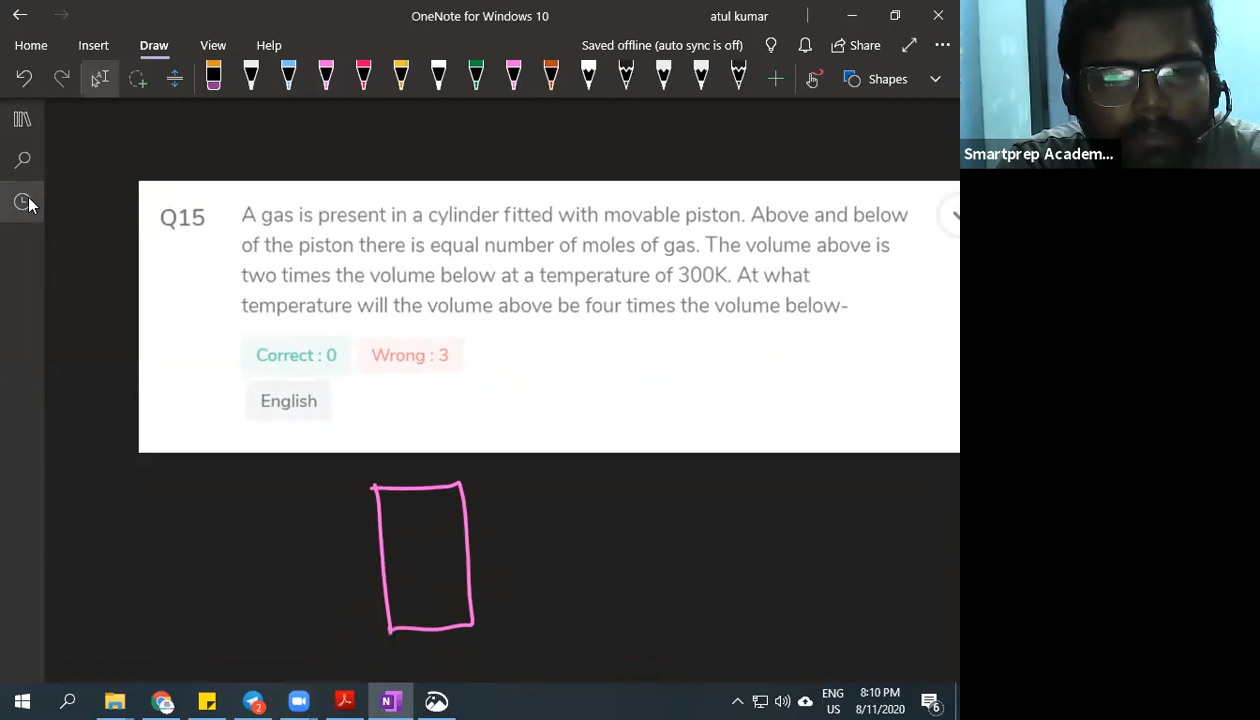 OneNote for Windows 10
atul kumar
Home
Insert
Draw
View
Help
Saved offline (auto sync is off)
Share
Shapes
Smartprep Academ...
Q15
A gas is present in a cylinder fitted with movable piston. Above and below
of the piston there is equal number of moles of gas. The volume above is
two times the volume below at a temperature of 300K. At what
temperature will the volume above be four times the volume below-
Correct : 0
Wrong : 3
English
2
N
ENG
US
8:10 PM
8/11/2020
6